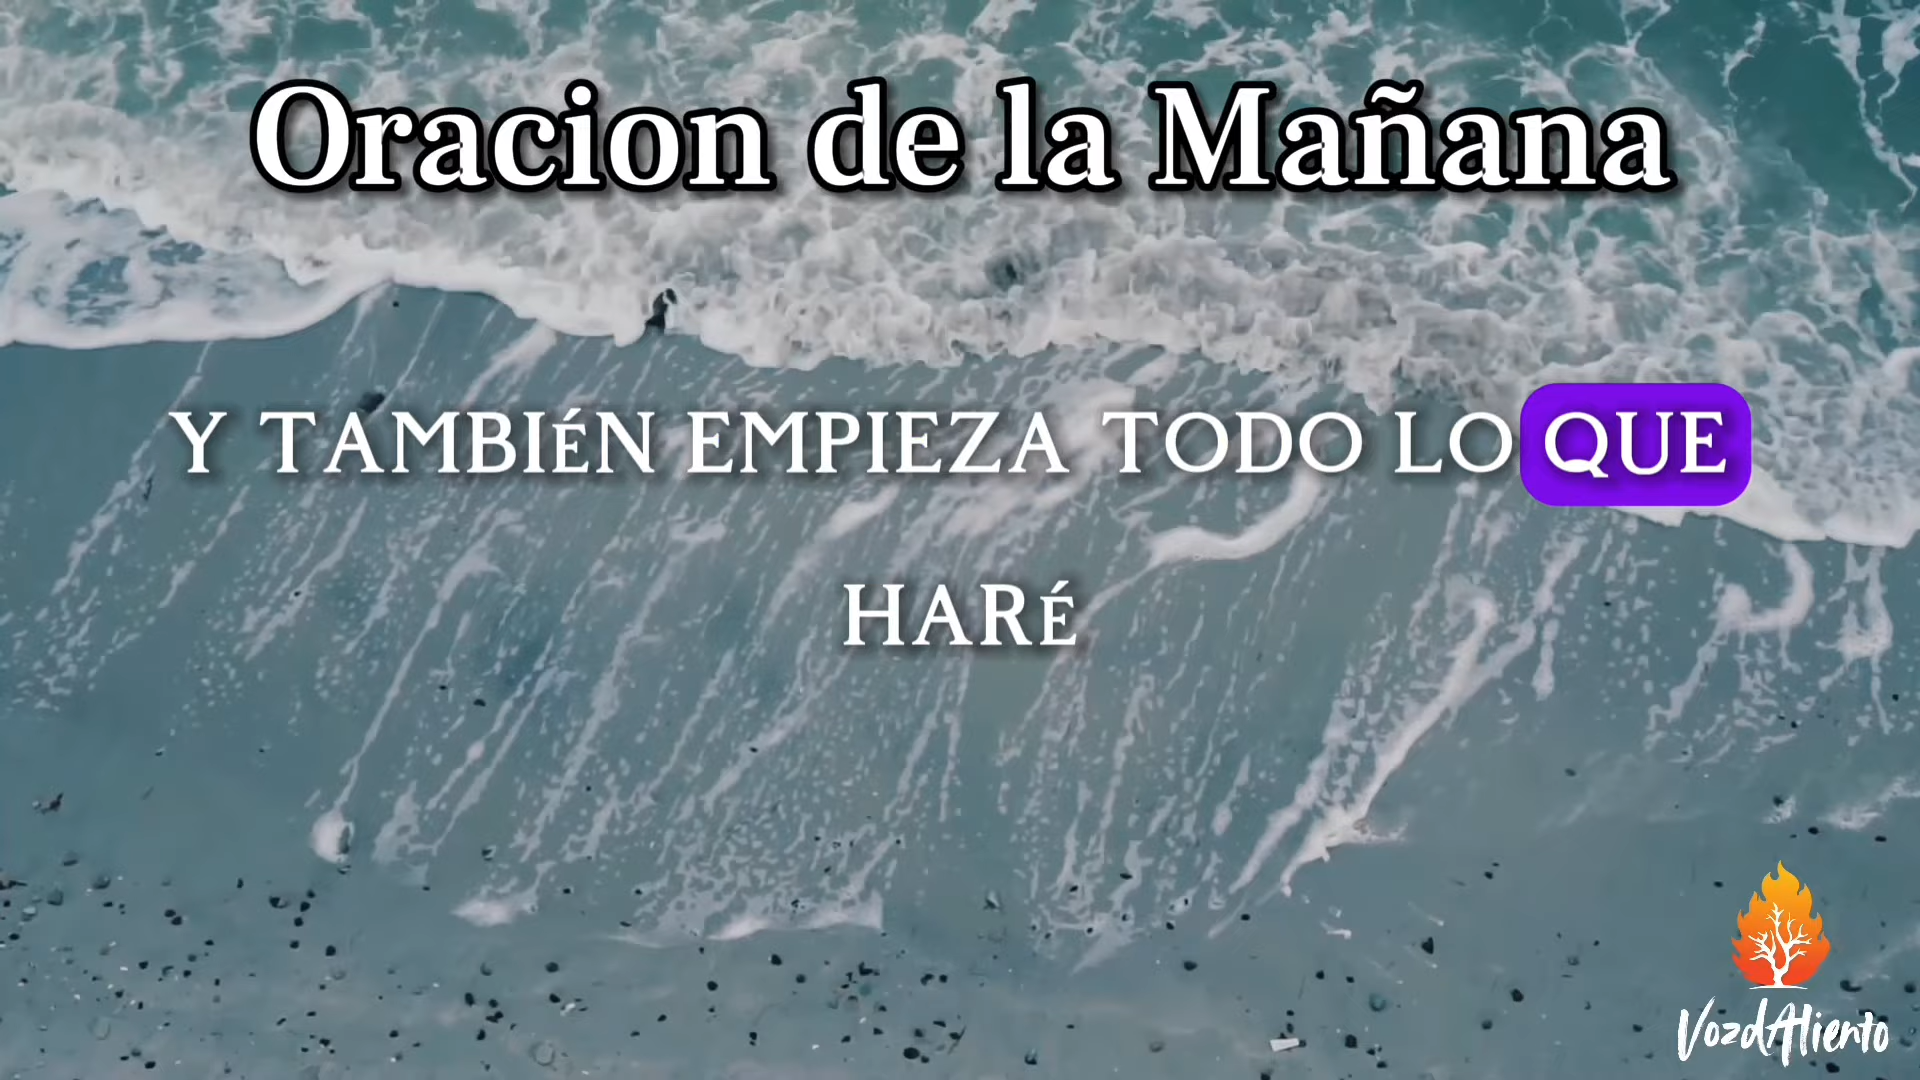 Oracion de la Mañana
Y TAMBIÉN EMPIEZA TODO LO QUE
HARÉ
VozdAliento